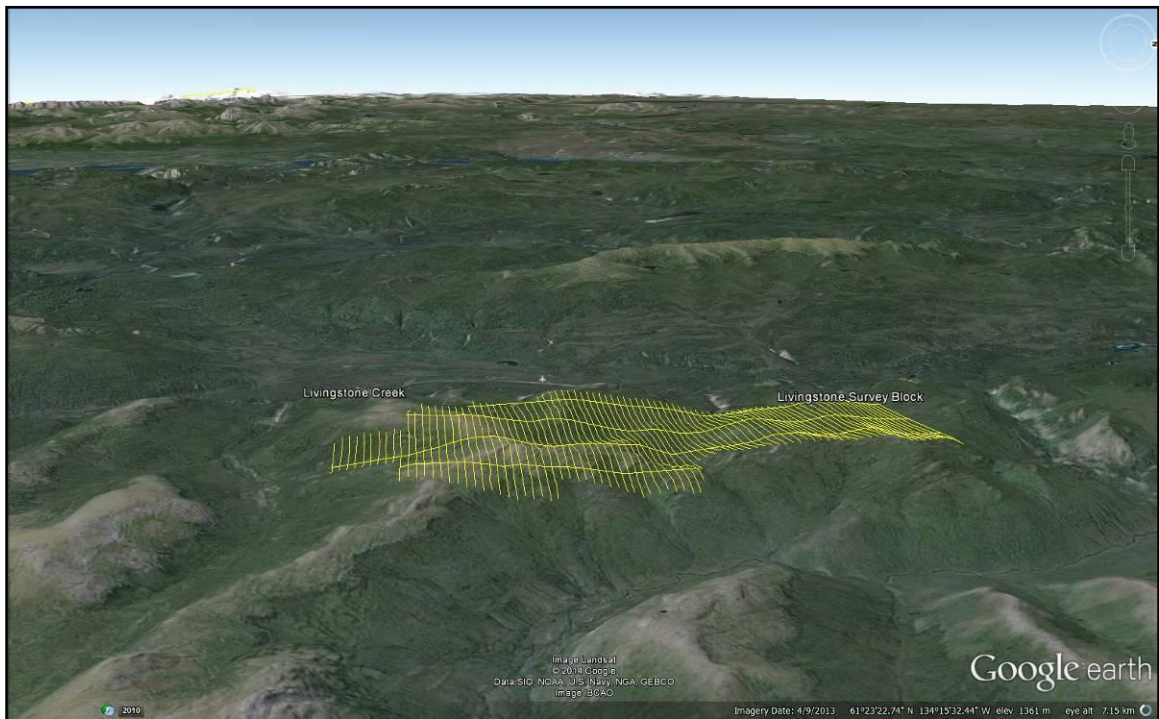 Livingstone Creek
Livingstone Survey Block
Image Landsat
© 2014 Google
Data SIO, NOAA, U.S. Navy, NGA, GEBCO
Image IBCAO
Google earth
2010
Imagery Date: 4/9/2013 61°23'22.74" N 134°15'32.44" W elev 1361 m eye alt 7.15 km